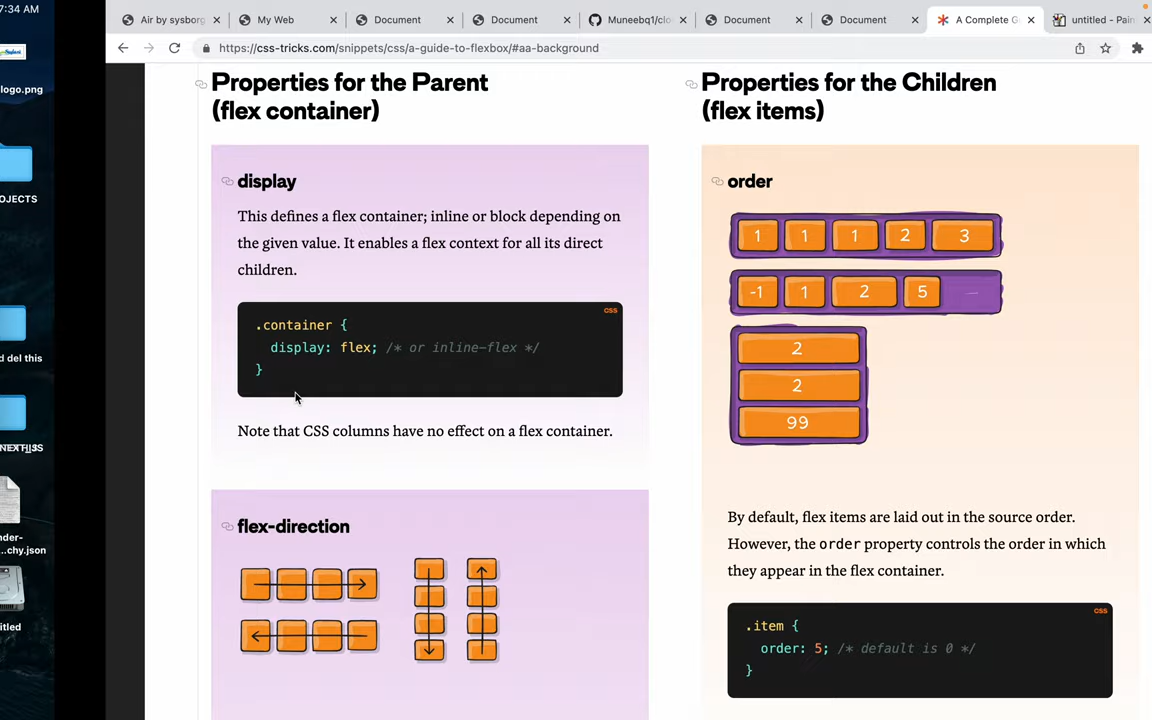 7:34 AM
logo.png
OJECTS
d del this
NEXTJS
nder-
...chy.json
titled
Air by sysborg
My Web
Document
Document
Muneebq1/clo
Document
Document
A Complete G
untitled - Pain
https://css-tricks.com/snippets/css/a-guide-to-flexbox/#aa-background
Properties for the Parent
(flex container)
display
This defines a flex container; inline or block depending on
the given value. It enables a flex context for all its direct
children.
CSS
.container {
display: flex; /* or inline-flex */
}
Note that CSS columns have no effect on a flex container.
flex-direction
Properties for the Children
(flex items)
order
1 1 1 2 3
-1 1 2 5
2
2
99
By default, flex items are laid out in the source order.
However, the order property controls the order in which
they appear in the flex container.
CSS
.item {
order: 5; /* default is 0 */
}